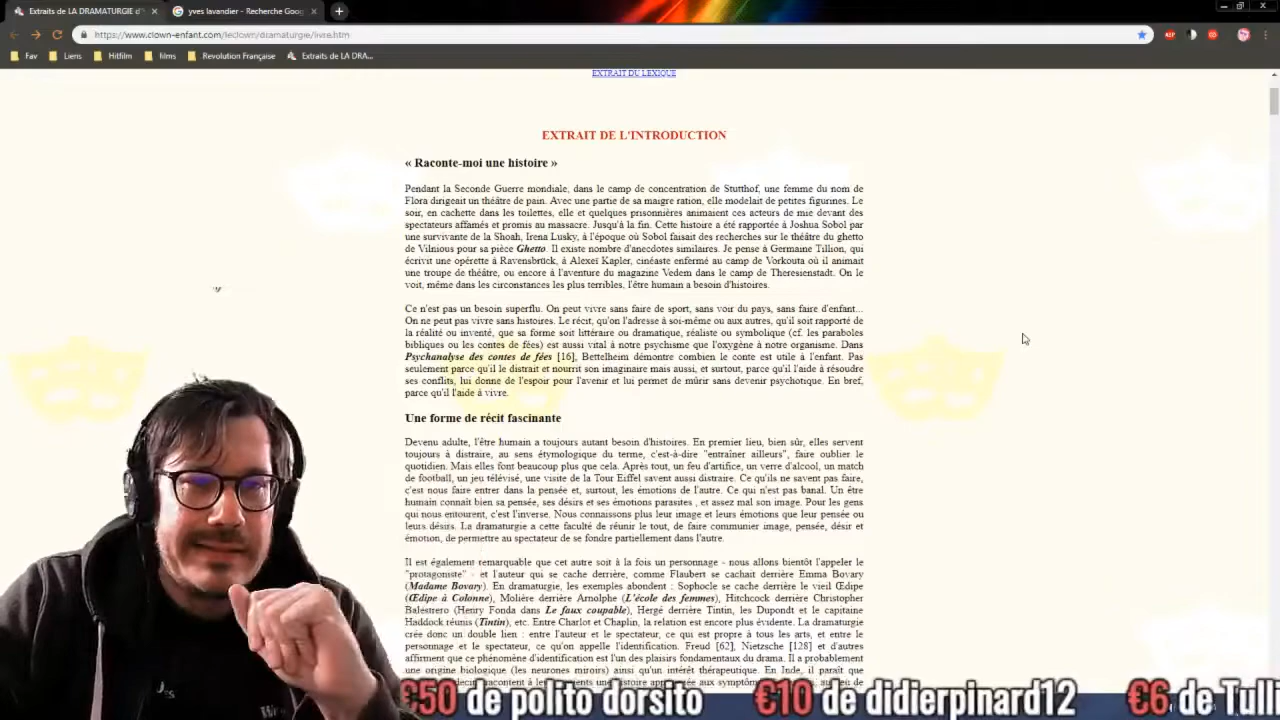 Extraits de LA DRAMATURGIE d'
yves lavandier - Recherche Goog
https://www.clown-enfant.com/leclown/dramaturgie/livre.htm
Fav Liens Hitfilm films Revolution Française Extraits de LA DRA...
EXTRAIT DU LEXIQUE
EXTRAIT DE L'INTRODUCTION
« Raconte-moi une histoire »
Pendant la Seconde Guerre mondiale, dans le camp de concentration de Stutthof, une femme du nom de
Flora dirigeait un théâtre de pain. Avec une partie de sa maigre ration, elle modelait de petites figurines. Le
soir, en cachette dans les toilettes, elle et quelques prisonnières animaient ces acteurs de mie devant des
spectateurs affamés et promis au massacre. Jusqu'à la fin. Cette histoire a été rapportée à Joshua Sobol par
une survivante de la Shoah, Irena Lusky, à l'époque où Sobol faisait des recherches sur le théâtre du ghetto
de Vilnious pour sa pièce Ghetto. Il existe nombre d'anecdotes similaires. Je pense à Germaine Tillion, qui
écrivit une opérette à Ravensbrück, à Alexeï Kapler, cinéaste enfermé au camp de Vorkouta où il animait
une troupe de théâtre, ou encore à l'aventure du magazine Vedem dans le camp de Theresienstadt. On le
voit, même dans les circonstances les plus terribles, l'être humain a besoin d'histoires.
Ce n'est pas un besoin superflu. On peut vivre sans faire de sport, sans voir du pays, sans faire d'enfant...
On ne peut pas vivre sans histoires. Le récit, qu'on l'adresse à soi-même ou aux autres, qu'il soit rapporté de
la réalité ou inventé, que sa forme soit littéraire ou dramatique, réaliste ou symbolique (cf. les paraboles
bibliques ou les contes de fées) est aussi vital à notre psychisme que l'oxygène à notre organisme. Dans
Psychanalyse des contes de fées [16], Bettelheim démontre combien le conte est utile à l'enfant. Pas
seulement parce qu'il le distrait et nourrit son imaginaire mais aussi, et surtout, parce qu'il l'aide à résoudre
ses conflits, lui donne de l'espoir pour l'avenir et lui permet de mûrir sans devenir psychotique. En bref,
parce qu'il l'aide à vivre.
Une forme de récit fascinante
Devenu adulte, l'être humain a toujours autant besoin d'histoires. En premier lieu, bien sûr, elles servent
toujours à distraire, au sens étymologique du terme, c'est-à-dire "entraîner ailleurs", faire oublier le
quotidien. Mais elles font beaucoup plus que cela. Après tout, un feu d'artifice, un verre d'alcool, un match
de football, un jeu télévisé, une visite de la Tour Eiffel savent aussi distraire. Ce qu'ils ne savent pas faire,
c'est nous faire entrer dans la pensée et, surtout, les émotions de l'autre. Ce qui n'est pas banal. Un être
humain connaît bien sa pensée, ses désirs et ses émotions parasites , et assez mal son image. Pour les gens
qui nous entourent, c'est l'inverse. Nous connaissons plus leur image et leurs émotions que leur pensée ou
leurs désirs. La dramaturgie a cette faculté de réunir le tout, de faire communier image, pensée, désir et
émotion, de permettre au spectateur de se fondre partiellement dans l'autre.
Il est également remarquable que cet autre soit à la fois un personnage - nous allons bientôt l'appeler le
"protagoniste" - et l'auteur qui se cache derrière, comme Flaubert se cachait derrière Emma Bovary
(Madame Bovary). En dramaturgie, les exemples abondent : Sophocle se cache derrière le vieil Œdipe
(Œdipe à Colonne), Molière derrière Arnolphe (L'école des femmes), Hitchcock derrière Christopher
Balestrero (Henry Fonda dans Le faux coupable), Hergé derrière Tintin, les Dupondt et le capitaine
Haddock réunis (Tintin), etc. Entre Charlot et Chaplin, la relation est encore plus évidente. La dramaturgie
crée donc un double lien : entre l'auteur et le spectateur, ce qui est propre à tous les arts, et entre le
personnage et le spectateur, ce qu'on appelle l'identification. Freud [62], Nietzsche [128] et d'autres
affirment que ce phénomène d'identification est l'un des plaisirs fondamentaux du drama. Il a probablement
une origine biologique (les neurones miroirs) ainsi qu'un intérêt thérapeutique. En Inde, il paraît que
€50 de polito dorsito €10 de didierpinard12 €6 de Tuli